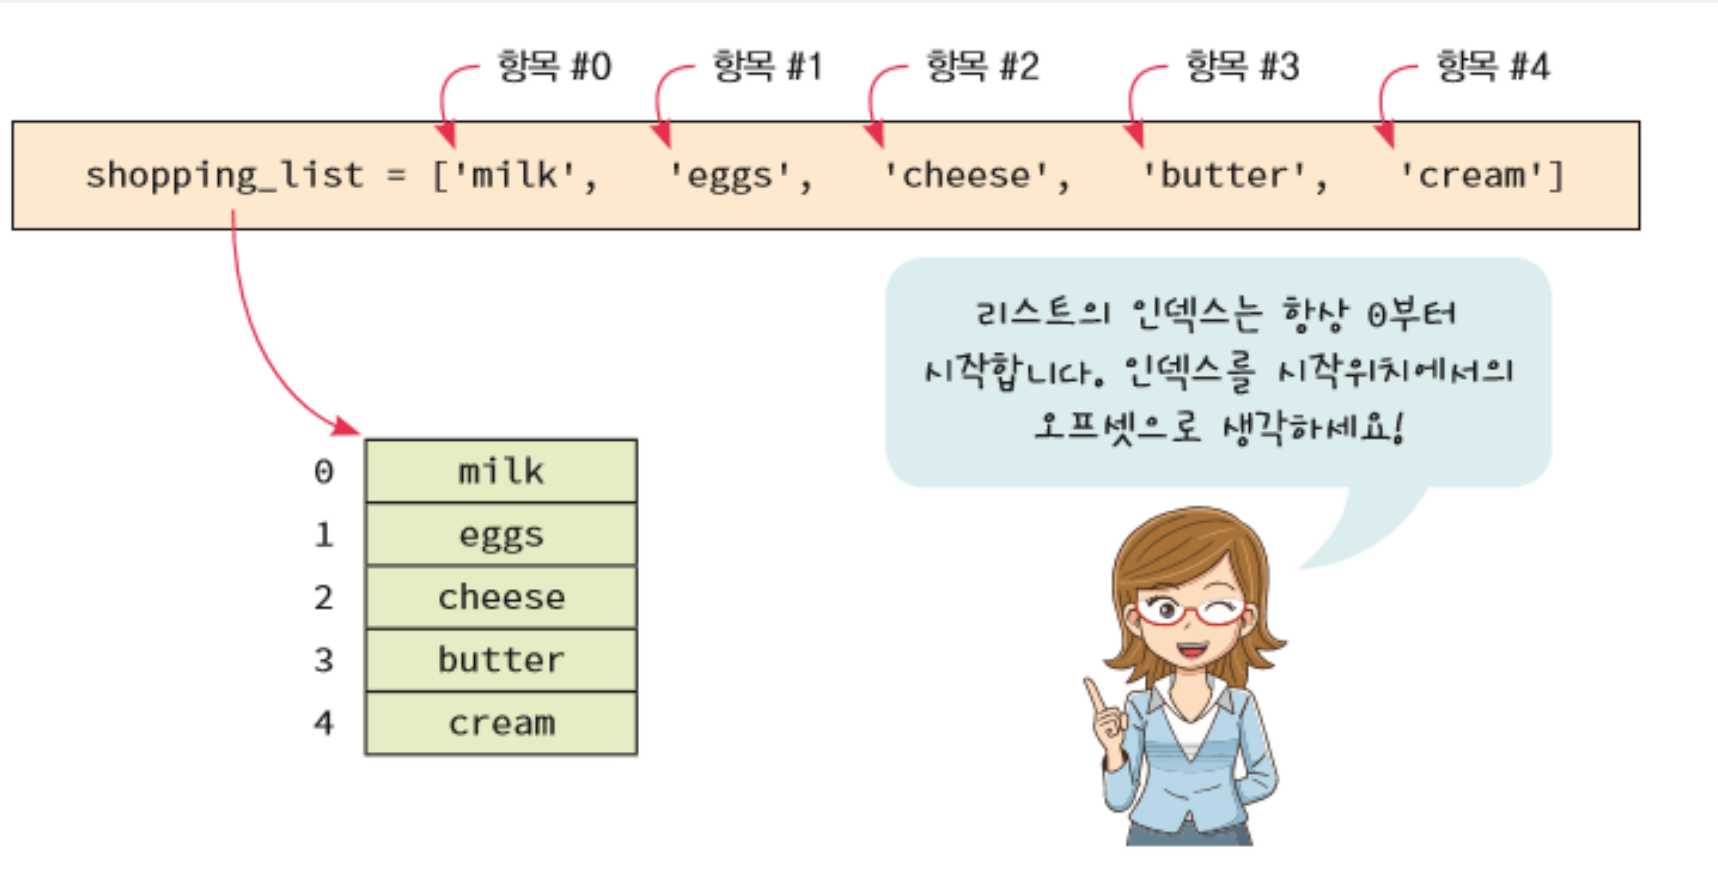 항목 #0 항목 #1 항목 #2 항목 #3 항목 #4
shopping_list = ['milk', 'eggs', 'cheese', 'butter', 'cream']
리스트의 인덱스는 항상 0부터
시작합니다. 인덱스를 시작위치에서의
오프셋으로 생각하세요!
0 milk
1 eggs
2 cheese
3 butter
4 cream